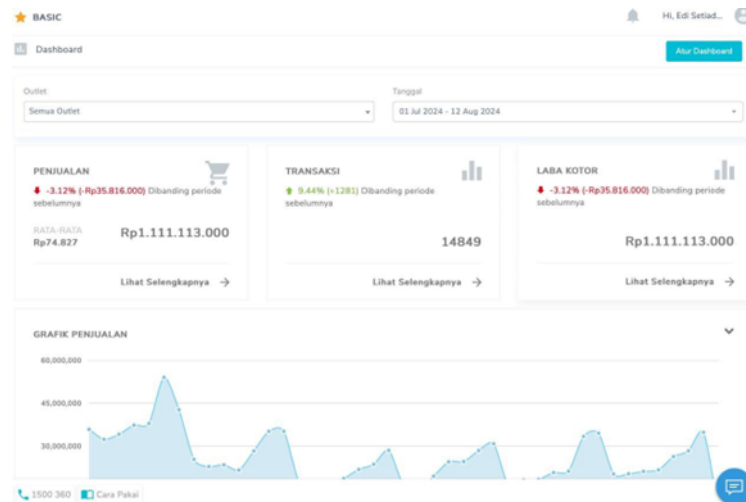 BASIC
Hi, Edi Setiad...
Dashboard
Atur Dashboard
Outlet
Tanggal
Semua Outlet
01 Jul 2024 - 12 Aug 2024
PENJUALAN
-3.12% (-Rp35.816.000) Dibanding periode
sebelumnya
RATA-RATA
Rp74.827
Rp1.111.113.000
Lihat Selengkapnya
TRANSAKSI
9.44% (+1281) Dibanding periode
sebelumnya
14849
Lihat Selengkapnya
LABA KOTOR
-3.12% (-Rp35.816.000) Dibanding periode
sebelumnya
Rp1.111.113.000
Lihat Selengkapnya
GRAFIK PENJUALAN
60,000,000
45,000,000
30,000,000
1500 360
Cara Pakai